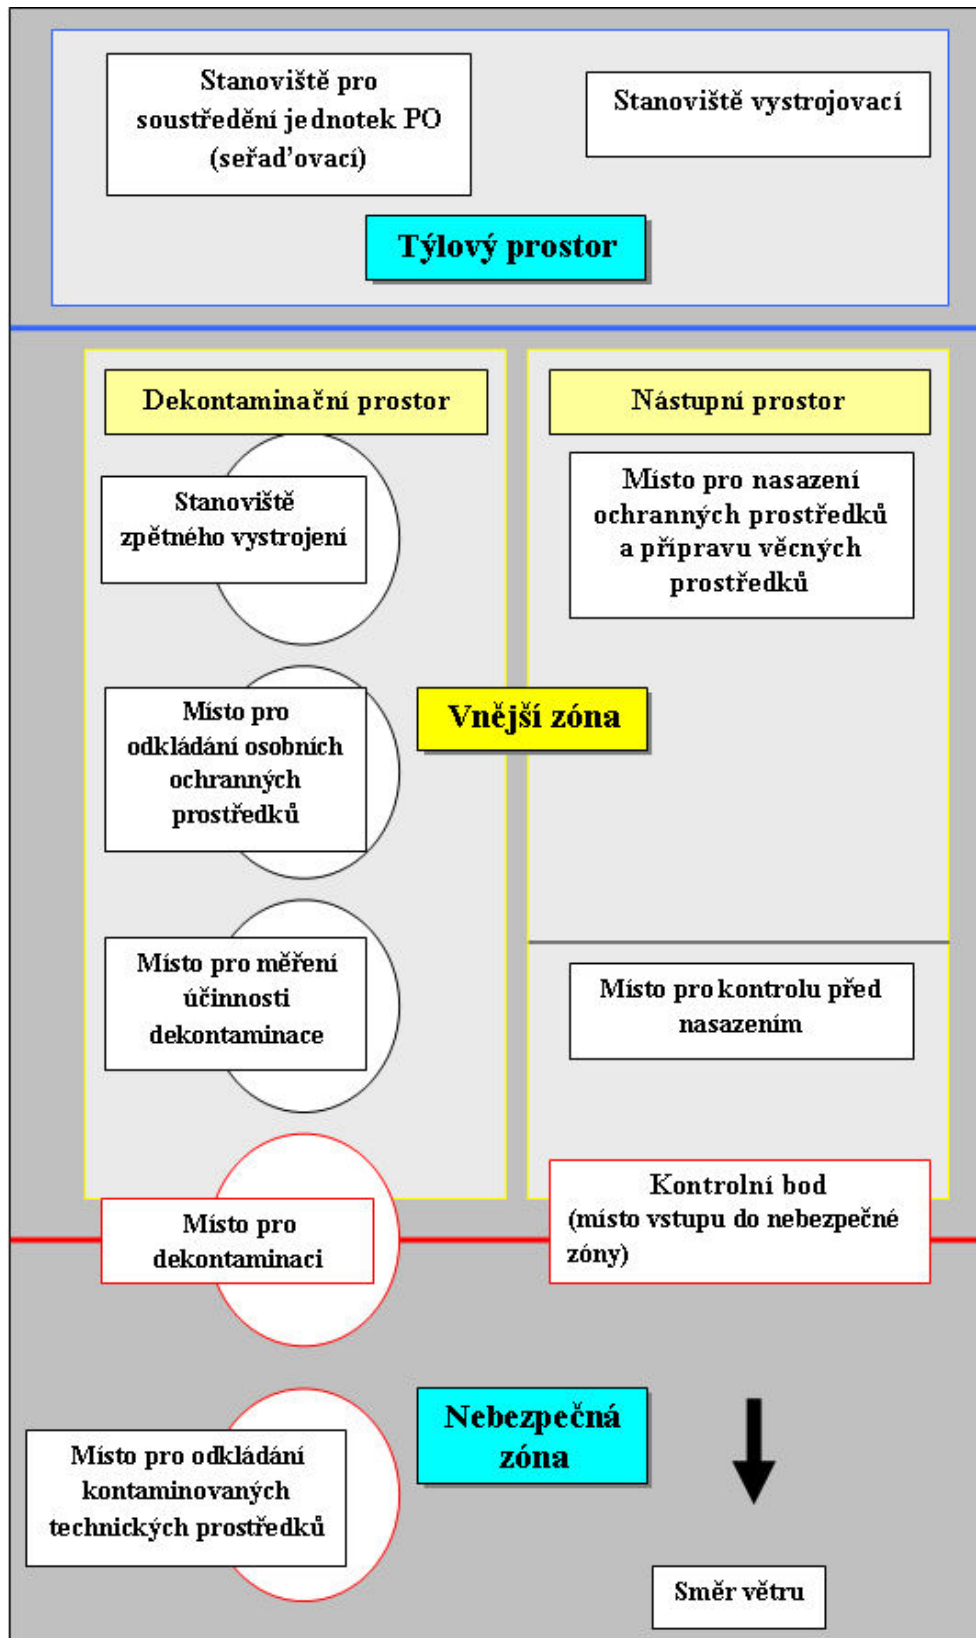 Stanoviště pro
soustředění jednotek PO
(seřaďovací)
Stanoviště vystrojovací
Týlový prostor
Dekontaminační prostor
Nástupní prostor
Stanoviště
zpětného vystrojení
Místo pro nasazení
ochranných prostředků
a přípravu věcných
prostředků
Místo pro
odkládání osobních
ochranných
prostředků
Vnější zóna
Místo pro měření
účinnosti
dekontaminace
Místo pro kontrolu před
nasazením
Místo pro
dekontaminaci
Kontrolní bod
(místo vstupu do nebezpečné
zóny)
Nebezpečná
zóna
Místo pro odkládání
kontaminovaných
technických prostředků
Směr větru